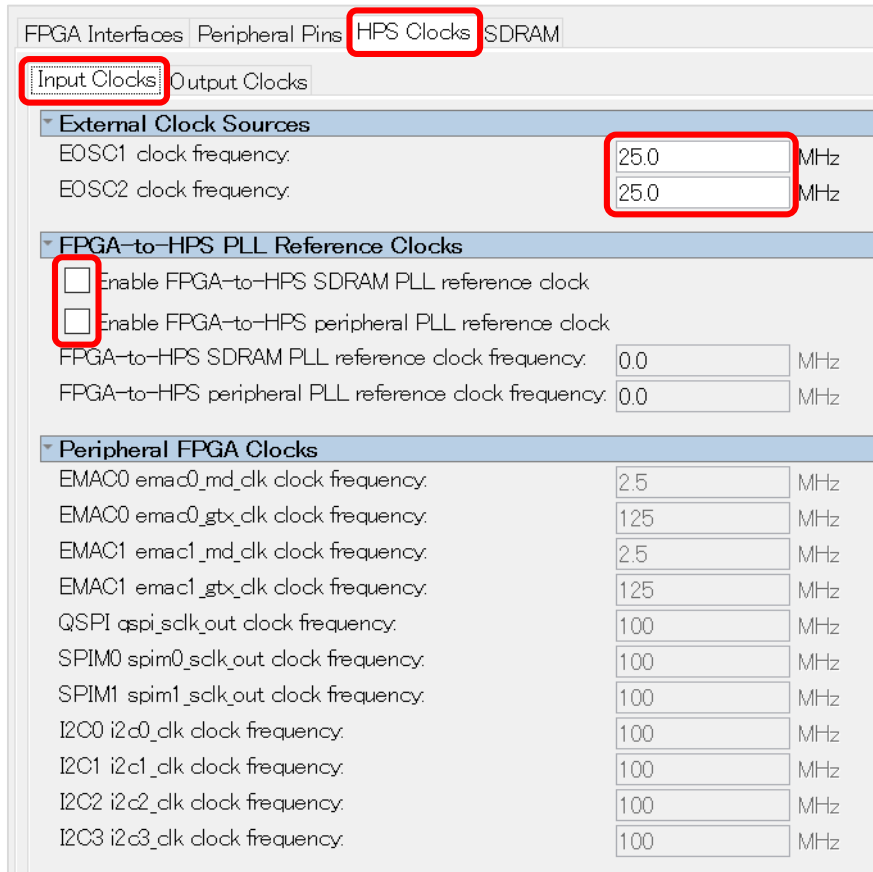 FPGA Interfaces Peripheral Pins HPS Clocks SDRAM
Input Clocks Output Clocks
External Clock Sources
EOSC1 clock frequency: 25.0 MHz
EOSC2 clock frequency: 25.0 MHz
FPGA-to-HPS PLL Reference Clocks
Enable FPGA-to-HPS SDRAM PLL reference clock
Enable FPGA-to-HPS peripheral PLL reference clock
FPGA-to-HPS SDRAM PLL reference clock frequency: 0.0 MHz
FPGA-to-HPS peripheral PLL reference clock frequency: 0.0 MHz
Peripheral FPGA Clocks
EMAC0 emac0_md_clk clock frequency: 2.5 MHz
EMAC0 emac0_gtx_clk clock frequency: 125 MHz
EMAC1 emac1_md_clk clock frequency: 2.5 MHz
EMAC1 emac1_gtx_clk clock frequency: 125 MHz
QSPI qspi_sclk_out clock frequency: 100 MHz
SPIM0 spim0_sclk_out clock frequency: 100 MHz
SPIM1 spim1_sclk_out clock frequency: 100 MHz
I2C0 i2c0_clk clock frequency: 100 MHz
I2C1 i2c1_clk clock frequency: 100 MHz
I2C2 i2c2_clk clock frequency: 100 MHz
I2C3 i2c3_clk clock frequency: 100 MHz